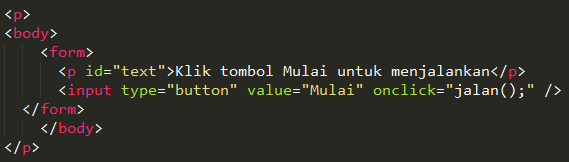 <p>
<body>
<form>
<p id="text">Klik tombol Mulai untuk menjalankan</p>
<input type="button" value="Mulai" onclick="jalan();" />
</form>
</body>
</p>